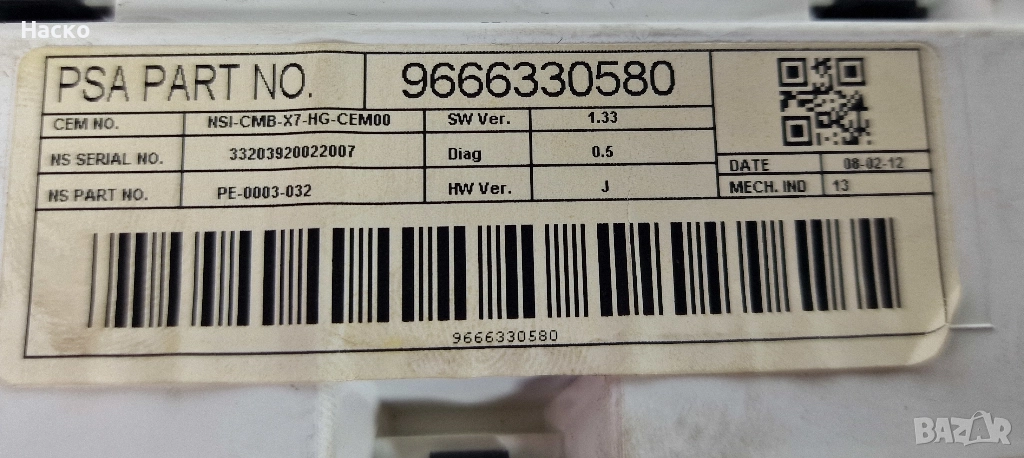 Наско
PSA PART NO. 9666330580
CEM NO. NSI-CMB-X7-HG-CEM00 SW Ver. 1.33
NS SERIAL NO. 33203920022007 Diag 0.5
DATE 08-02-12
NS PART NO. PE-0003-032 HW Ver. J
MECH. IND 13
9666330580
BAZAR